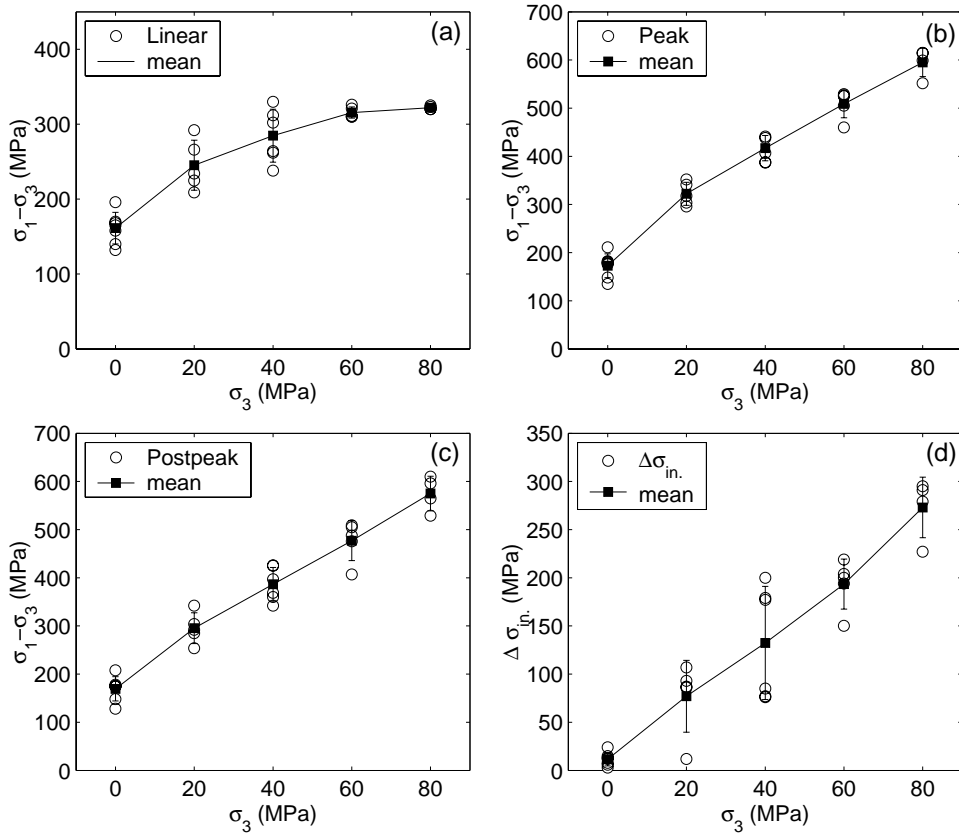 (a)
Linear
mean
400
300
200
100
0
σ1−σ3 (MPa)
0 20 40 60 80
σ3 (MPa)
(b)
Peak
mean
700
600
500
400
300
200
100
0
σ1−σ3 (MPa)
0 20 40 60 80
σ3 (MPa)
(c)
Postpeak
mean
700
600
500
400
300
200
100
0
σ1−σ3 (MPa)
0 20 40 60 80
σ3 (MPa)
(d)
Δσin.
mean
350
300
250
200
150
100
50
0
Δ σin. (MPa)
0 20 40 60 80
σ3 (MPa)